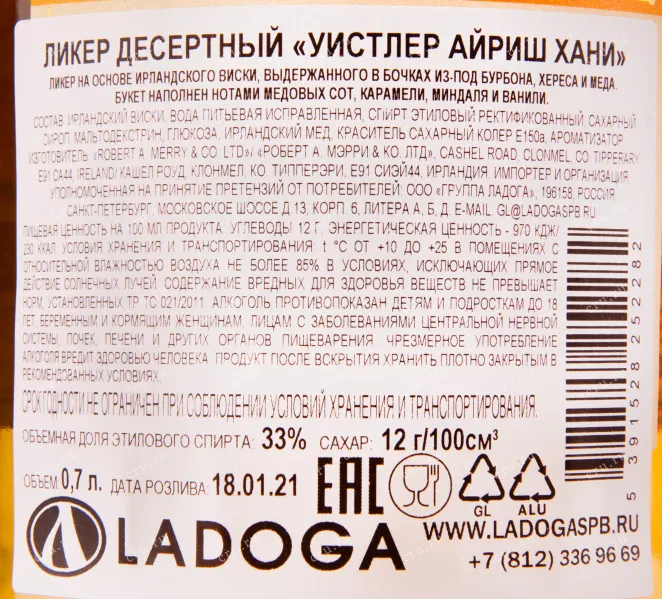 ЛИКЕР ДЕСЕРТНЫЙ «УИСТЛЕР АЙРИШ ХАНИ»
ЛИКЕР НА ОСНОВЕ ИРЛАНДСКОГО ВИСКИ, ВЫДЕРЖАННОГО В БОЧКАХ ИЗ-ПОД БУРБОНА, ХЕРЕСА И МЕДА.
БУКЕТ НАПОЛНЕН НОТАМИ МЕДОВЫХ СОТ, КАРАМЕЛИ, МИНДАЛЯ И ВАНИЛИ.
СОСТАВ: ИРЛАНДСКИЙ ВИСКИ, ВОДА ПИТЬЕВАЯ ИСПРАВЛЕННАЯ, СПИРТ ЭТИЛОВЫЙ РЕКТИФИКОВАННЫЙ, САХАРНЫЙ
СИРОП, МАЛЬТОДЕКСТРИН, ГЛЮКОЗА, ИРЛАНДСКИЙ МЕД, КРАСИТЕЛЬ САХАРНЫЙ КОЛЕР Е150а, АРОМАТИЗАТОР
ИЗГОТОВИТЕЛЬ «ROBERT A. MERRY & CO. LTD»/ «РОБЕРТ А. МЭРРИ & КО. ЛТД», CASHEL ROAD, CLONMEL, CO TIPPERARY
E91 CA44, IRELAND/ КАШЕЛ РОУД, КЛОНМЕЛ, КО. ТИППЕРЭРИ, Е91 СИЭЙ44, ИРЛАНДИЯ. ИМПОРТЕР И ОРГАНИЗАЦИЯ,
УПОЛНОМОЧЕННАЯ НА ПРИНЯТИЕ ПРЕТЕНЗИЙ ОТ ПОТРЕБИТЕЛЕЙ: ООО «ГРУППА ЛАДОГА», 196158, РОССИЯ,
САНКТ-ПЕТЕРБУРГ, МОСКОВСКОЕ ШОССЕ Д.13, КОРП. 6, ЛИТЕРА А, Б, Д. E-MAIL: GL@LADOGASPB.RU
ПИЩЕВАЯ ЦЕННОСТЬ НА 100 МЛ ПРОДУКТА: УГЛЕВОДЫ 12 Г, ЭНЕРГЕТИЧЕСКАЯ ЦЕННОСТЬ - 970 КДЖ/
230 ККАЛ УСЛОВИЯ ХРАНЕНИЯ И ТРАНСПОРТИРОВАНИЯ: t °C ОТ +10 ДО +25 В ПОМЕЩЕНИЯХ С
ОТНОСИТЕЛЬНОЙ ВЛАЖНОСТЬЮ ВОЗДУХА НЕ БОЛЕЕ 85% В УСЛОВИЯХ, ИСКЛЮЧАЮЩИХ ПРЯМОЕ
ДЕЙСТВИЕ СОЛНЕЧНЫХ ЛУЧЕЙ. СОДЕРЖАНИЕ ВРЕДНЫХ ДЛЯ ЗДОРОВЬЯ ВЕЩЕСТВ НЕ ПРЕВЫШАЕТ
НОРМ, УСТАНОВЛЕННЫХ ТР ТС 021/2011. АЛКОГОЛЬ ПРОТИВОПОКАЗАН ДЕТЯМ И ПОДРОСТКАМ ДО 18
ЛЕТ, БЕРЕМЕННЫМ И КОРМЯЩИМ ЖЕНЩИНАМ, ЛИЦАМ С ЗАБОЛЕВАНИЯМИ ЦЕНТРАЛЬНОЙ НЕРВНОЙ
СИСТЕМЫ, ПОЧЕК, ПЕЧЕНИ И ДРУГИХ ОРГАНОВ ПИЩЕВАРЕНИЯ. ЧРЕЗМЕРНОЕ УПОТРЕБЛЕНИЕ
АЛКОГОЛЯ ВРЕДИТ ЗДОРОВЬЮ ЧЕЛОВЕКА. ПРОДУКТ ПОСЛЕ ВСКРЫТИЯ ХРАНИТЬ ПЛОТНО ЗАКРЫТЫМ В
РЕКОМЕНДОВАННЫХ УСЛОВИЯХ.
СРОК ГОДНОСТИ НЕ ОГРАНИЧЕН ПРИ СОБЛЮДЕНИИ УСЛОВИЙ ХРАНЕНИЯ И ТРАНСПОРТИРОВАНИЯ.
ОБЪЕМНАЯ ДОЛЯ ЭТИЛОВОГО СПИРТА: 33% САХАР: 12 г/100см³
ОБЪЕМ 0,7 л. ДАТА РОЗЛИВА: 18.01.21
EAC
GL ALU
LADOGA
WWW.LADOGASPB.RU
+7 (812) 336 96 69
5 391528 252282